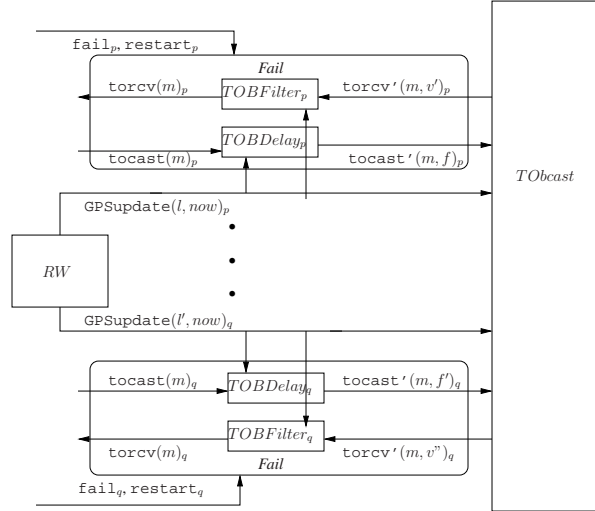 fail_p, restart_p
Fail
torcv(m)_p TOBFilter_p torcv'(m, v')_p
TOBDelay_p
tocast(m)_p tocast'(m, f)_p
TObcast
GPSupdate(l, now)_p
RW
GPSupdate(l', now)_q
tocast(m)_q TOBDelay_q tocast'(m, f')_q
TOBFilter_q
torcv(m)_q torcv'(m, v”)_q
Fail
fail_q, restart_q